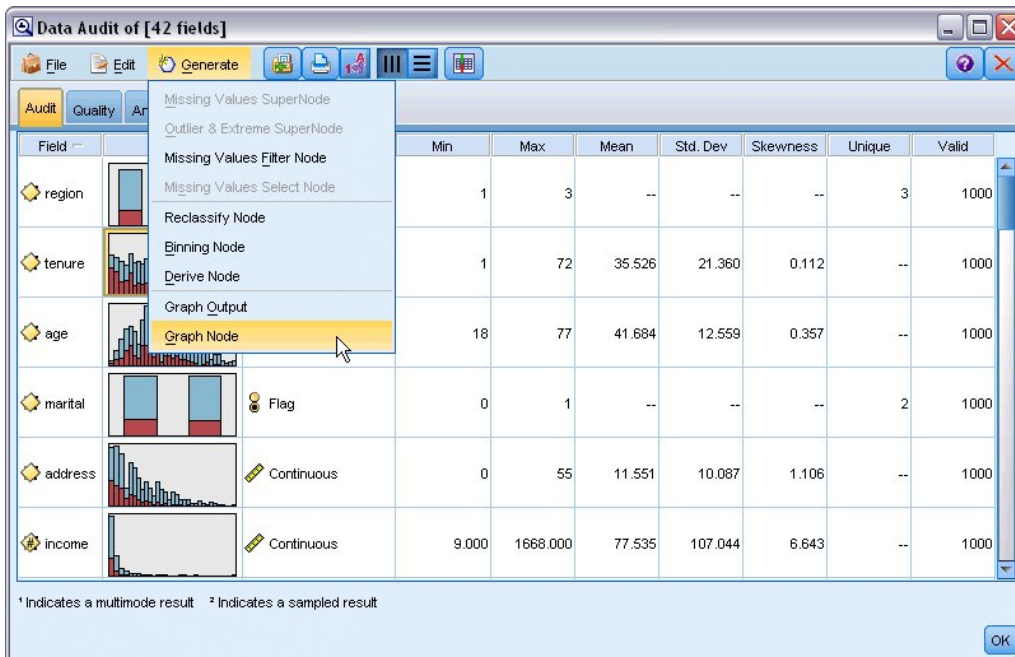 Data Audit of [42 fields]
File Edit Generate
Audit Quality An
Missing Values SuperNode
Outlier & Extreme SuperNode
Missing Values Filter Node
Missing Values Select Node
Reclassify Node
Binning Node
Derive Node
Graph Output
Graph Node
Field Min Max Mean Std. Dev Skewness Unique Valid
region 1 3 -- -- -- 3 1000
tenure 1 72 35.526 21.360 0.112 -- 1000
age 18 77 41.684 12.559 0.357 -- 1000
marital Flag 0 1 -- -- -- 2 1000
address Continuous 0 55 11.551 10.087 1.106 -- 1000
income Continuous 9.000 1668.000 77.535 107.044 6.643 -- 1000
¹ Indicates a multimode result ² Indicates a sampled result
OK